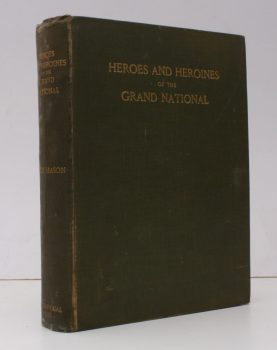 HEROES
HEROINES
OF THE
GRAND
NATIONAL
MASON
HEROES AND HEROINES
OF THE
GRAND NATIONAL